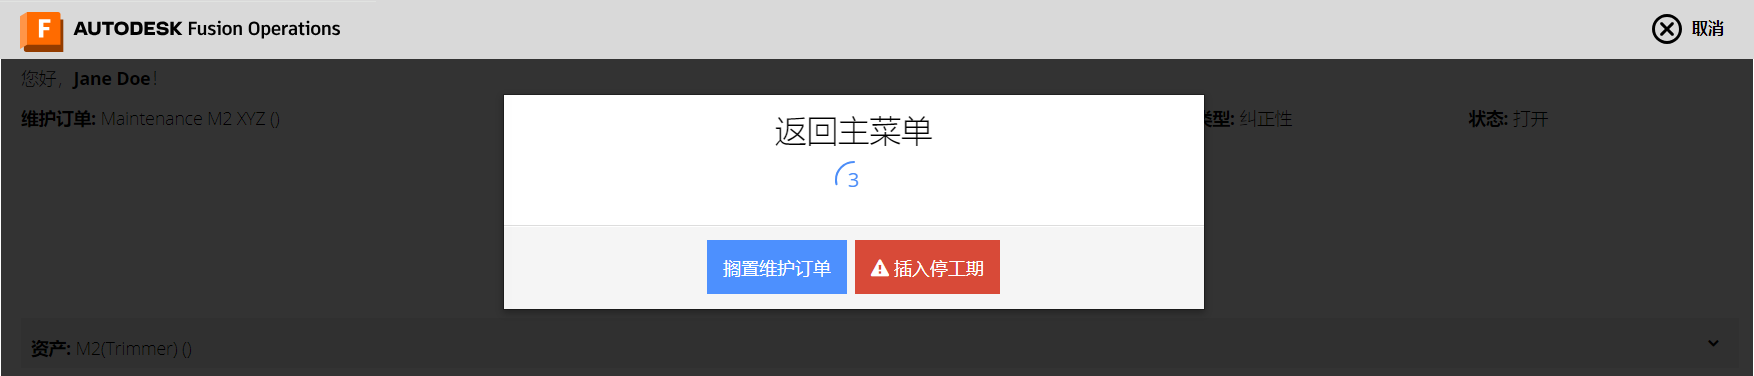 AUTODESK Fusion Operations
取消
您好，Jane Doe！
维护订单: Maintenance M2 XYZ ()
类型: 纠正性
状态: 打开
返回主菜单
3
搁置维护订单
插入停工期
资产: M2(Trimmer) ()